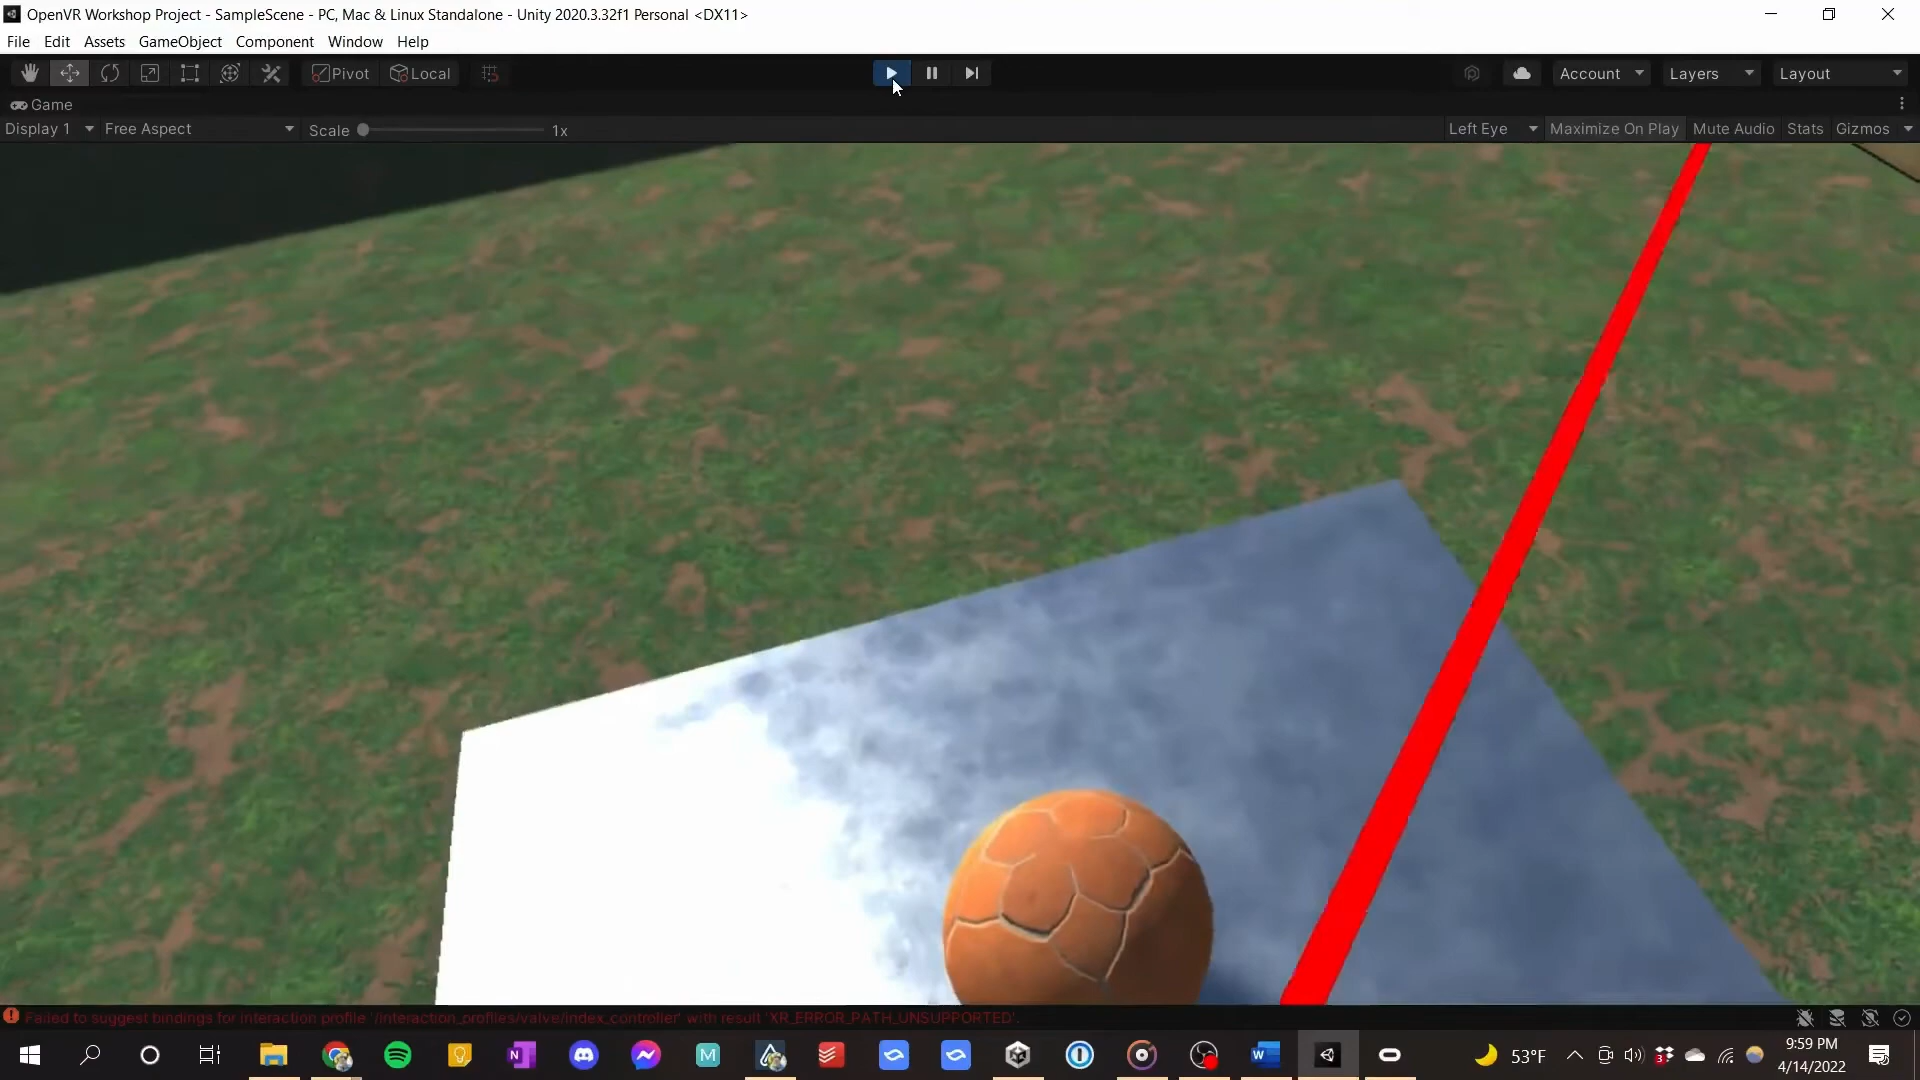 OpenVR Workshop Project - SampleScene - PC, Mac & Linux Standalone - Unity 2020.3.32f1 Personal <DX11>
File Edit Assets GameObject Component Window Help
Pivot Local Account Layers Layout
Game
Display 1 Free Aspect Scale 1x Left Eye Maximize On Play Mute Audio Stats Gizmos
Failed to suggest bindings for interaction profile '/interaction_profiles/valve/index_controller' with result 'XR_ERROR_PATH_UNSUPPORTED'.
53°F 9:59 PM
4/14/2022